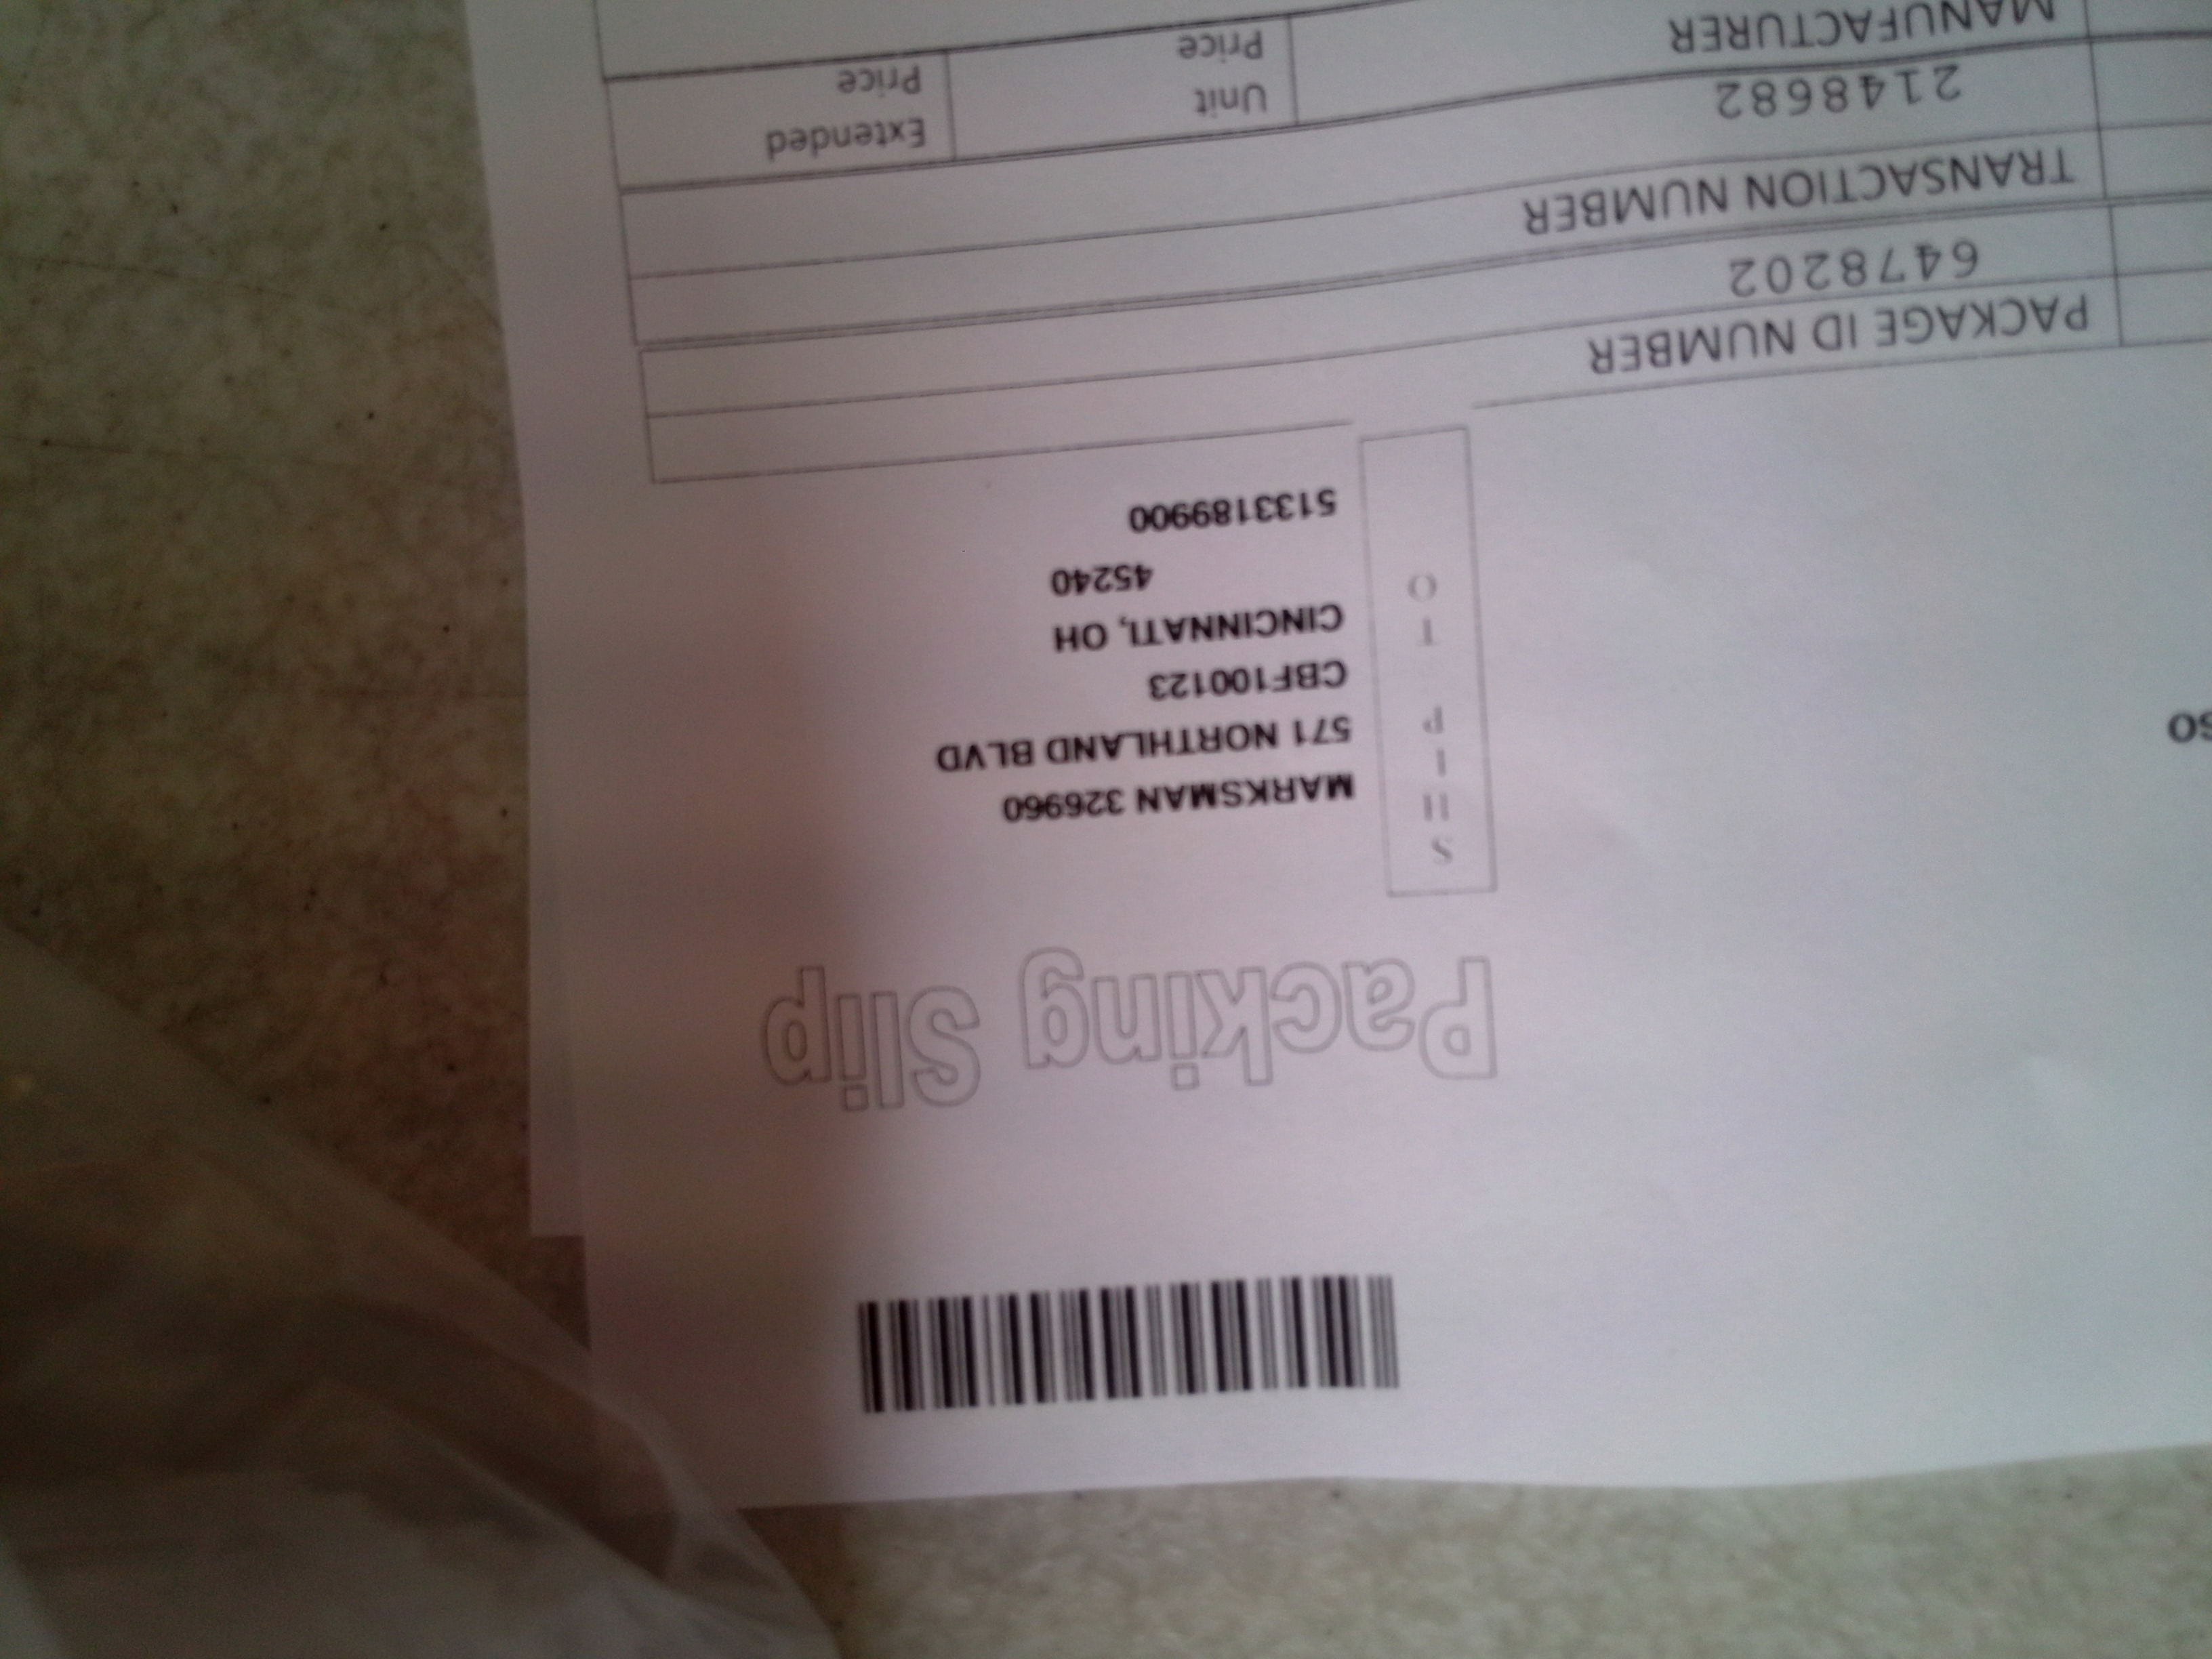 Packing Slip
SHIP TO
MARKSMAN 326960
571 NORTHLAND BLVD
CBF100123
CINCINNATI, OH
45240
5133189900
PACKAGE ID NUMBER
6478202
TRANSACTION NUMBER
2148682
MANUFACTURER
Unit Price
Extended Price